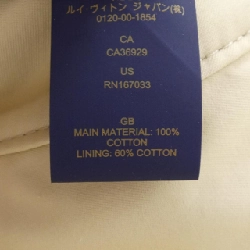 ルイ ヴィトン ジャパン(株)
0120-00-1854
CA
CA36929
US
RN167033
GB
MAIN MATERIAL: 100%
COTTON
LINING: 60% COTTON